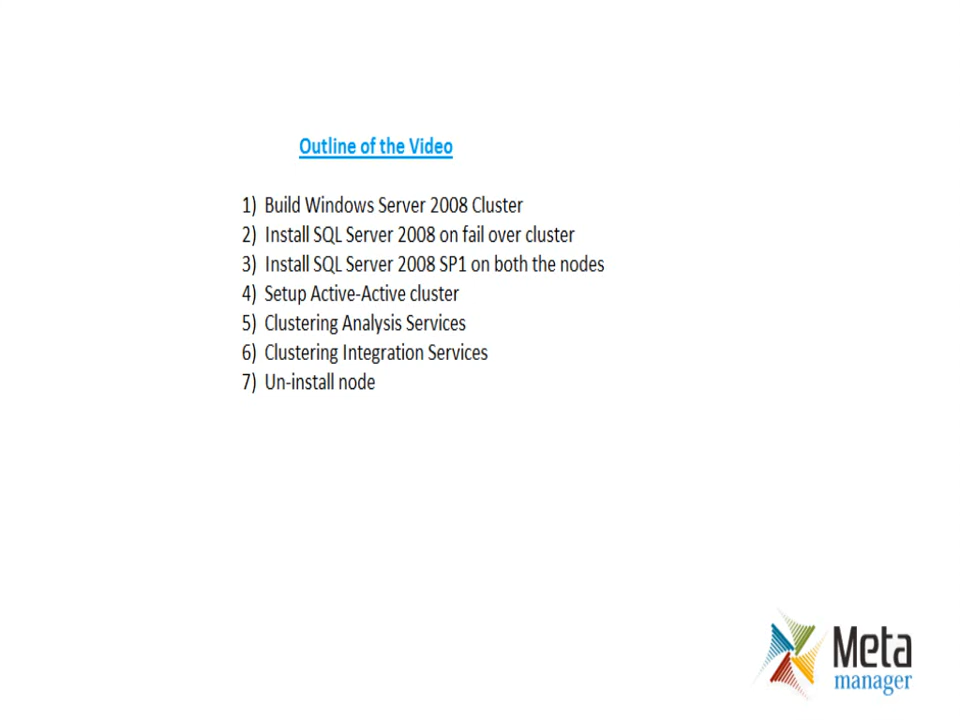 Outline of the Video
1) Build Windows Server 2008 Cluster
2) Install SQL Server 2008 on fail over cluster
3) Install SQL Server 2008 SP1 on both the nodes
4) Setup Active-Active cluster
5) Clustering Analysis Services
6) Clustering Integration Services
7) Un-install node
Meta
manager